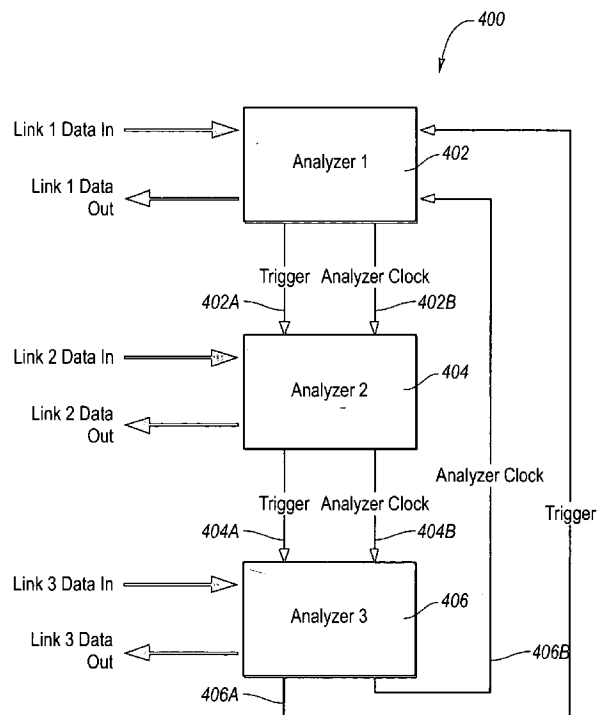 400
Link 1 Data In
Analyzer 1
402
Link 1 Data
Out
Trigger
Analyzer Clock
402A
402B
Link 2 Data In
404
Analyzer 2
Link 2 Data
Out
Analyzer Clock
Trigger
Analyzer Clock
Trigger
404A
404B
Link 3 Data In
406
Analyzer 3
Link 3 Data
Out
406B
406A